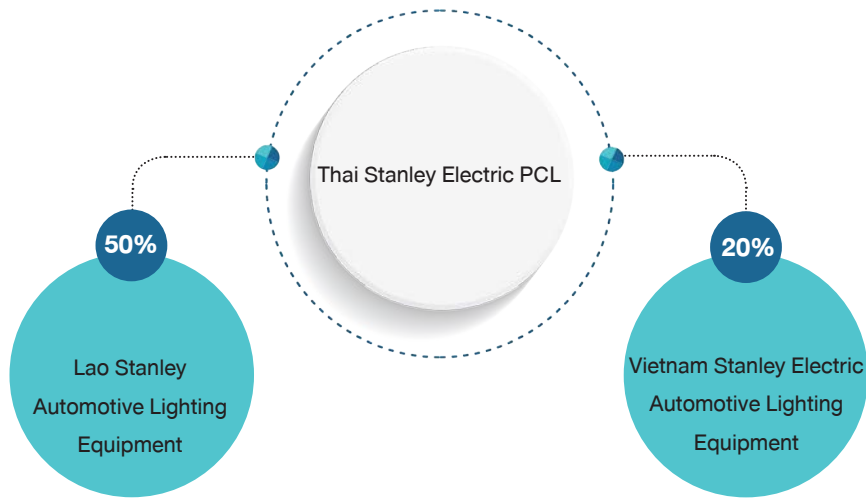 Thai Stanley Electric PCL
50%
Lao Stanley
Automotive Lighting
Equipment
20%
Vietnam Stanley Electric
Automotive Lighting
Equipment